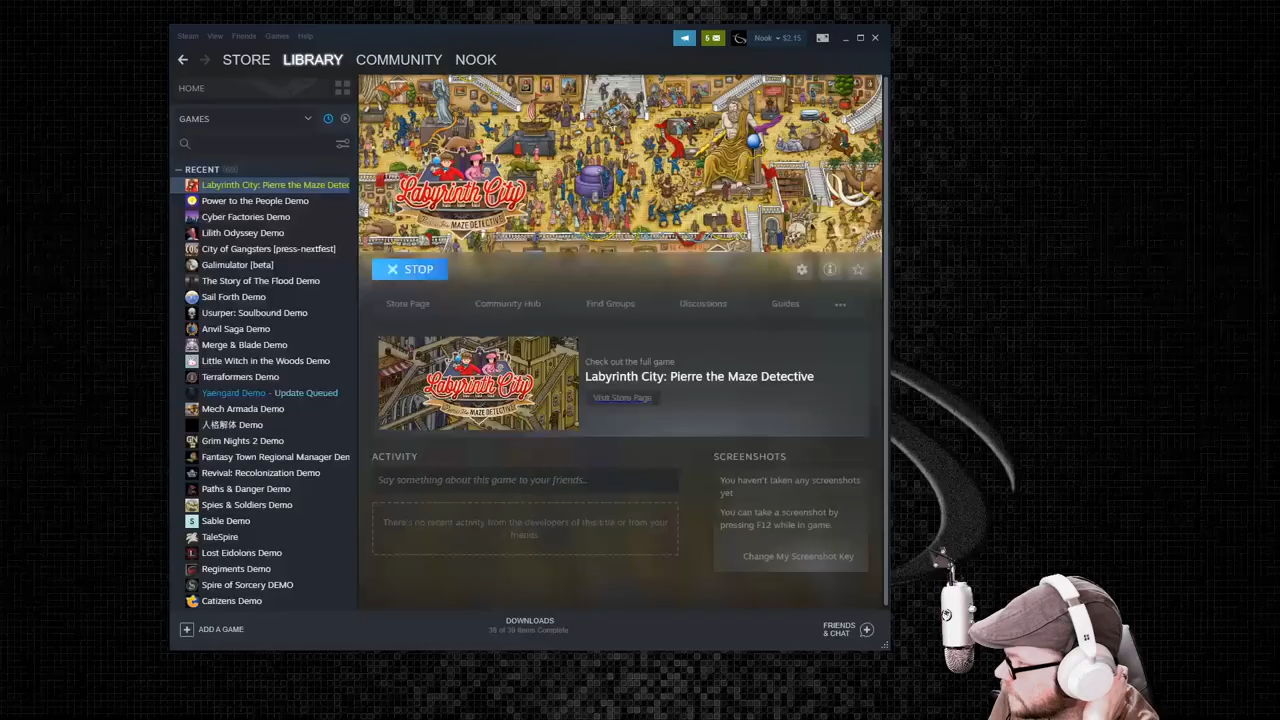 Steam View Friends Games Help
5 Nook $2.15
STORE LIBRARY COMMUNITY NOOK
HOME
GAMES
RECENT
Labyrinth City: Pierre the Maze Detec
Power to the People Demo
Cyber Factories Demo
Lilith Odyssey Demo
City of Gangsters [press-nextfest]
Galimulator [beta]
The Story of The Flood Demo
Sail Forth Demo
Usurper: Soulbound Demo
Anvil Saga Demo
Merge & Blade Demo
Little Witch in the Woods Demo
Terraformers Demo
Yaengard Demo - Update Queued
Mech Armada Demo
人格解体 Demo
Grim Nights 2 Demo
Fantasy Town Regional Manager Den
Revival: Recolonization Demo
Paths & Danger Demo
Spies & Soldiers Demo
S Sable Demo
TaleSpire
Lost Eidolons Demo
Regiments Demo
Spire of Sorcery DEMO
Catizens Demo
Labyrinth City
PIERRE THE MAZE DETECTIVE
STOP
Store Page Community Hub Find Groups Discussions Guides
Labyrinth City
PIERRE THE MAZE DETECTIVE
Check out the full game
Labyrinth City: Pierre the Maze Detective
Visit Store Page
ACTIVITY
Say something about this game to your friends...
There's no recent activity from the developers of this title or from your
friends.
SCREENSHOTS
You haven't taken any screenshots
yet
You can take a screenshot by
pressing F12 while in game.
Change My Screenshot Key
ADD A GAME
DOWNLOADS
38 of 39 Items Complete
FRIENDS
& CHAT